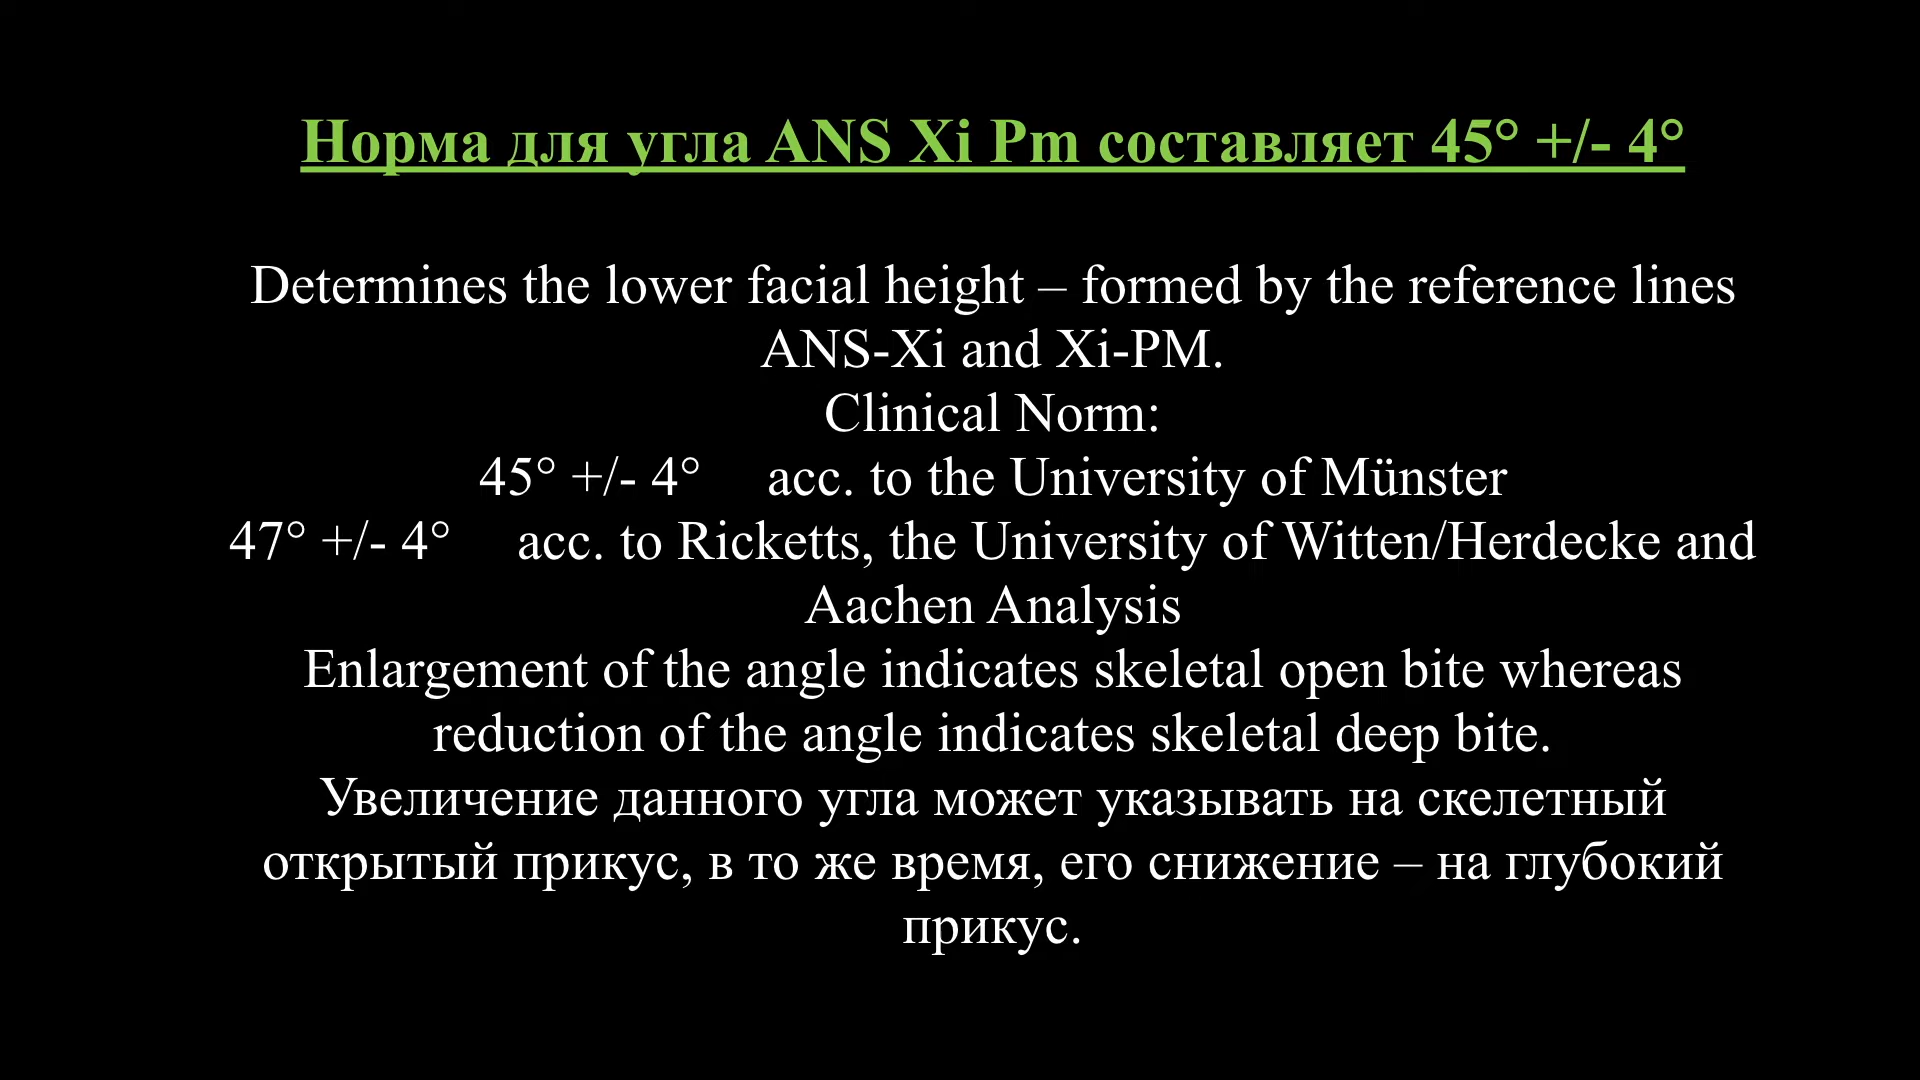 Норма для угла ANS Xi Pm составляет 45° +/- 4°
Determines the lower facial height – formed by the reference lines
ANS-Xi and Xi-PM.
Clinical Norm:
45° +/- 4° acc. to the University of Münster
47° +/- 4° acc. to Ricketts, the University of Witten/Herdecke and
Aachen Analysis
Enlargement of the angle indicates skeletal open bite whereas
reduction of the angle indicates skeletal deep bite.
Увеличение данного угла может указывать на скелетный
открытый прикус, в то же время, его снижение – на глубокий
прикус.